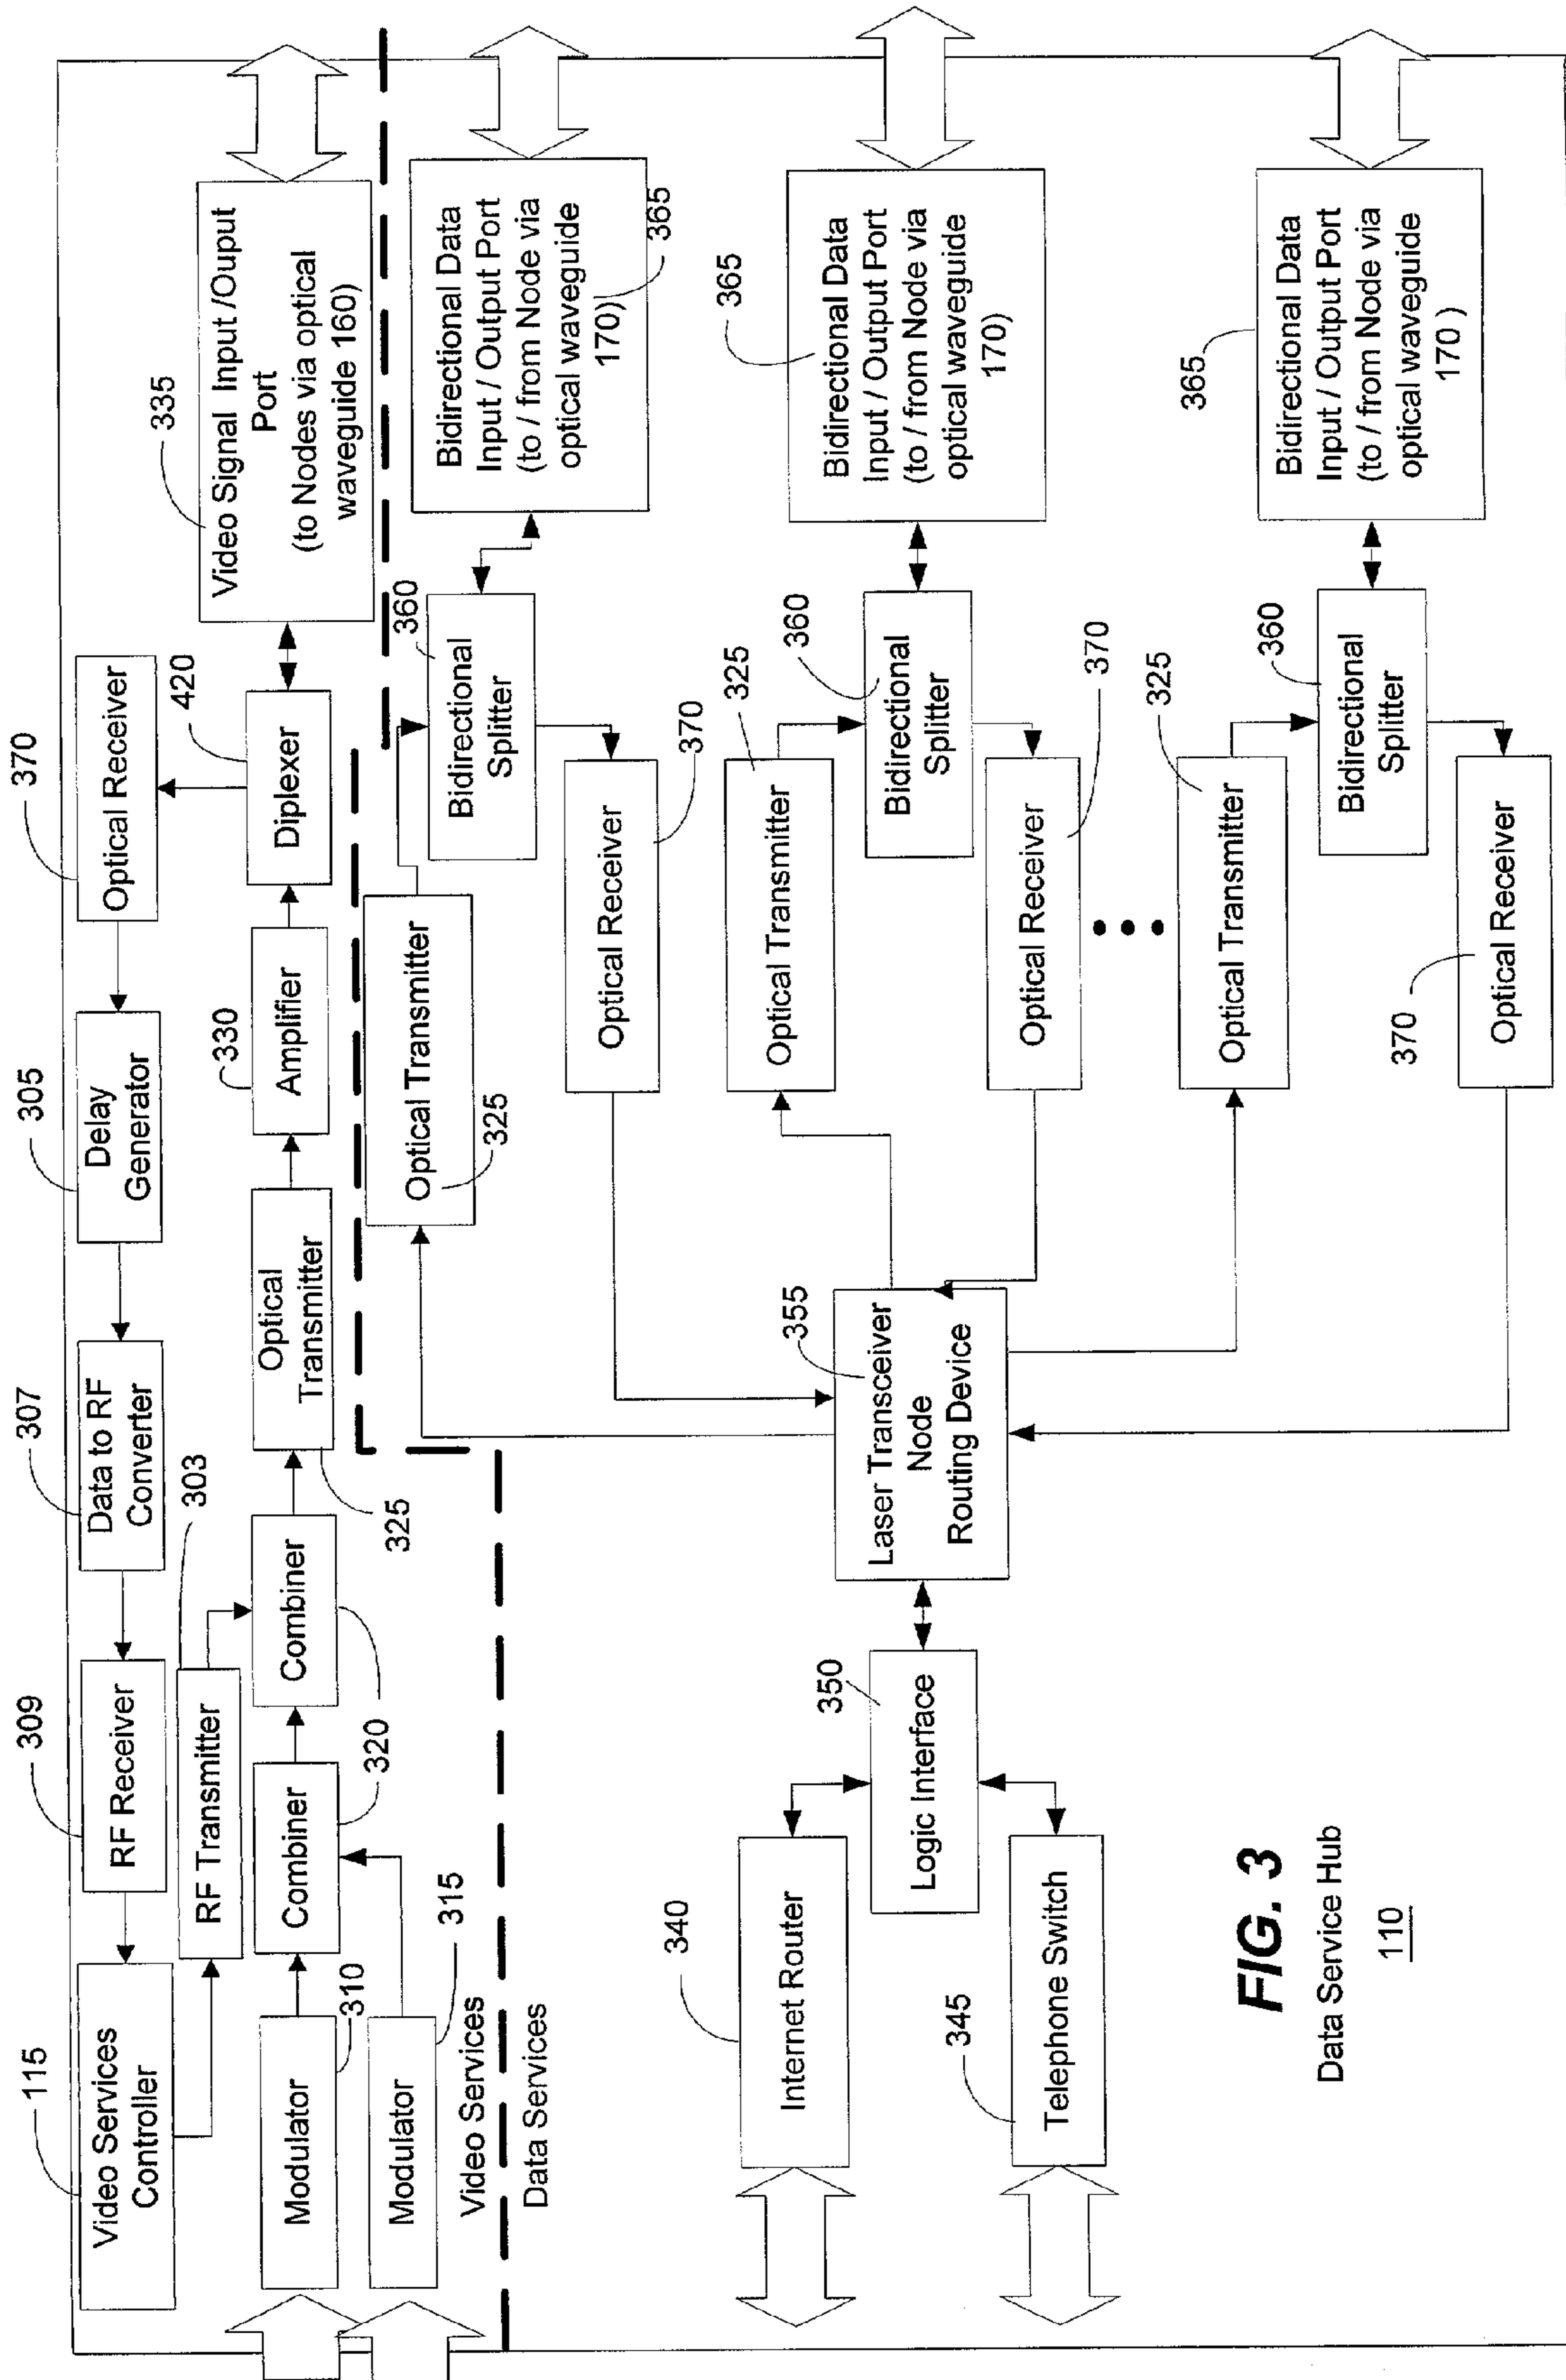 115
Video Services
Controller
309
RF Receiver
307
Data to RF
Converter
305
Delay
Generator
370
Optical Receiver
RF Transmitter
303
Modulator
310
Combiner
320
Combiner
Optical
Transmitter
325
330
Amplifier
420
Diplexer
335
Video Signal Input /Ouput
Port
(to Nodes via optical
waveguide 160)
Modulator
315
Video Services
Data Services
Optical Transmitter
325
360
Bidirectional
Splitter
Bidirectional Data
Input / Output Port
(to / from Node via
optical waveguide
170)
365
Optical Receiver
370
325
Optical Transmitter
360
Bidirectional
Splitter
365
Bidirectional Data
Input / Output Port
(to / from Node via
optical waveguide
170)
Optical Receiver
370
340
Internet Router
350
Logic Interface
355
Laser Transceiver
Node
Routing Device
345
Telephone Switch
325
Optical Transmitter
360
Bidirectional
Splitter
365
Bidirectional Data
Input / Output Port
(to / from Node via
optical waveguide
170 )
370
Optical Receiver
FIG. 3
Data Service Hub
110